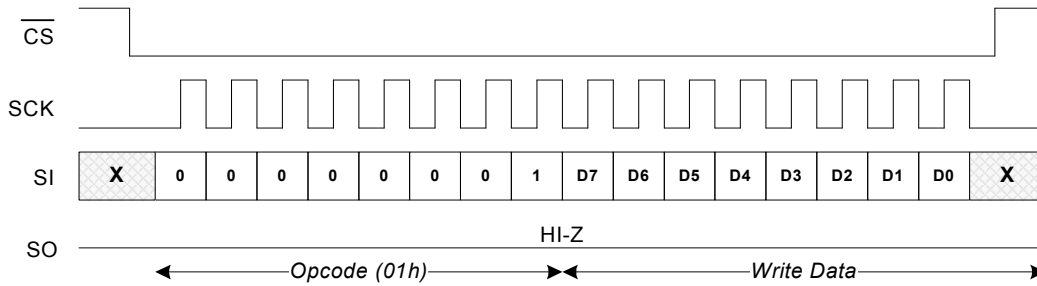 CS
SCK
SI X 0 0 0 0 0 0 0 1 D7 D6 D5 D4 D3 D2 D1 D0 X
HI-Z
SO
Opcode (01h) Write Data